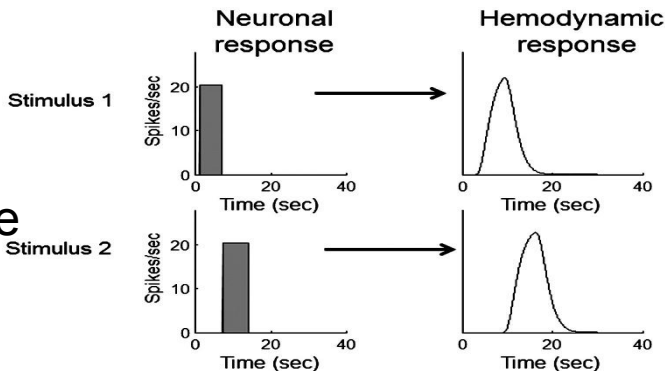 Neuronal
response
Hemodynamic
response
Stimulus 1
Spikes/sec
20
10
0
0 20 40
Time (sec)
0 20 40
Time (sec)
e
Stimulus 2
Spikes/sec
20
10
0
0 20 40
Time (sec)
0 20 40
Time (sec)